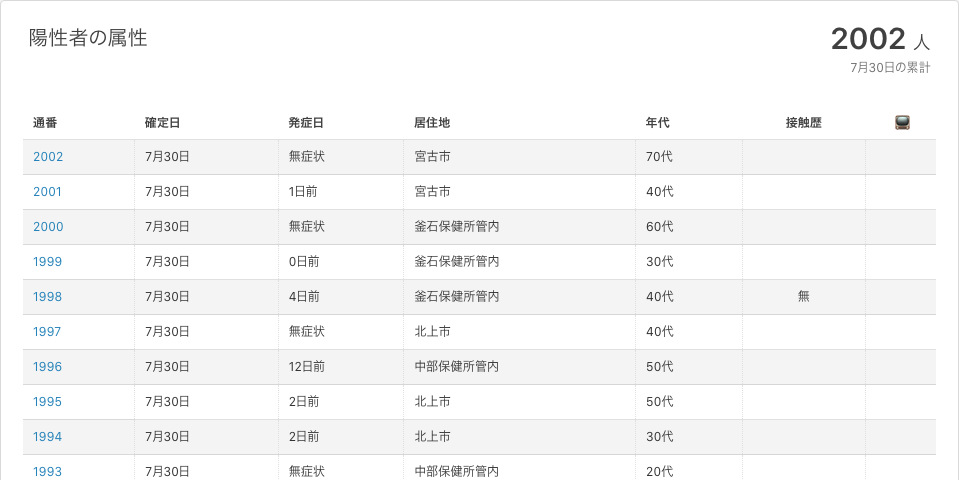 陽性者の属性
2002 人
7月30日の累計
通番 確定日 発症日 居住地 年代 接触歴
2002 7月30日 無症状 宮古市 70代
2001 7月30日 1日前 宮古市 40代
2000 7月30日 無症状 釜石保健所管内 60代
1999 7月30日 0日前 釜石保健所管内 30代
1998 7月30日 4日前 釜石保健所管内 40代 無
1997 7月30日 無症状 北上市 40代
1996 7月30日 12日前 中部保健所管内 50代
1995 7月30日 2日前 北上市 50代
1994 7月30日 2日前 北上市 30代
1993 7月30日 無症状 中部保健所管内 20代